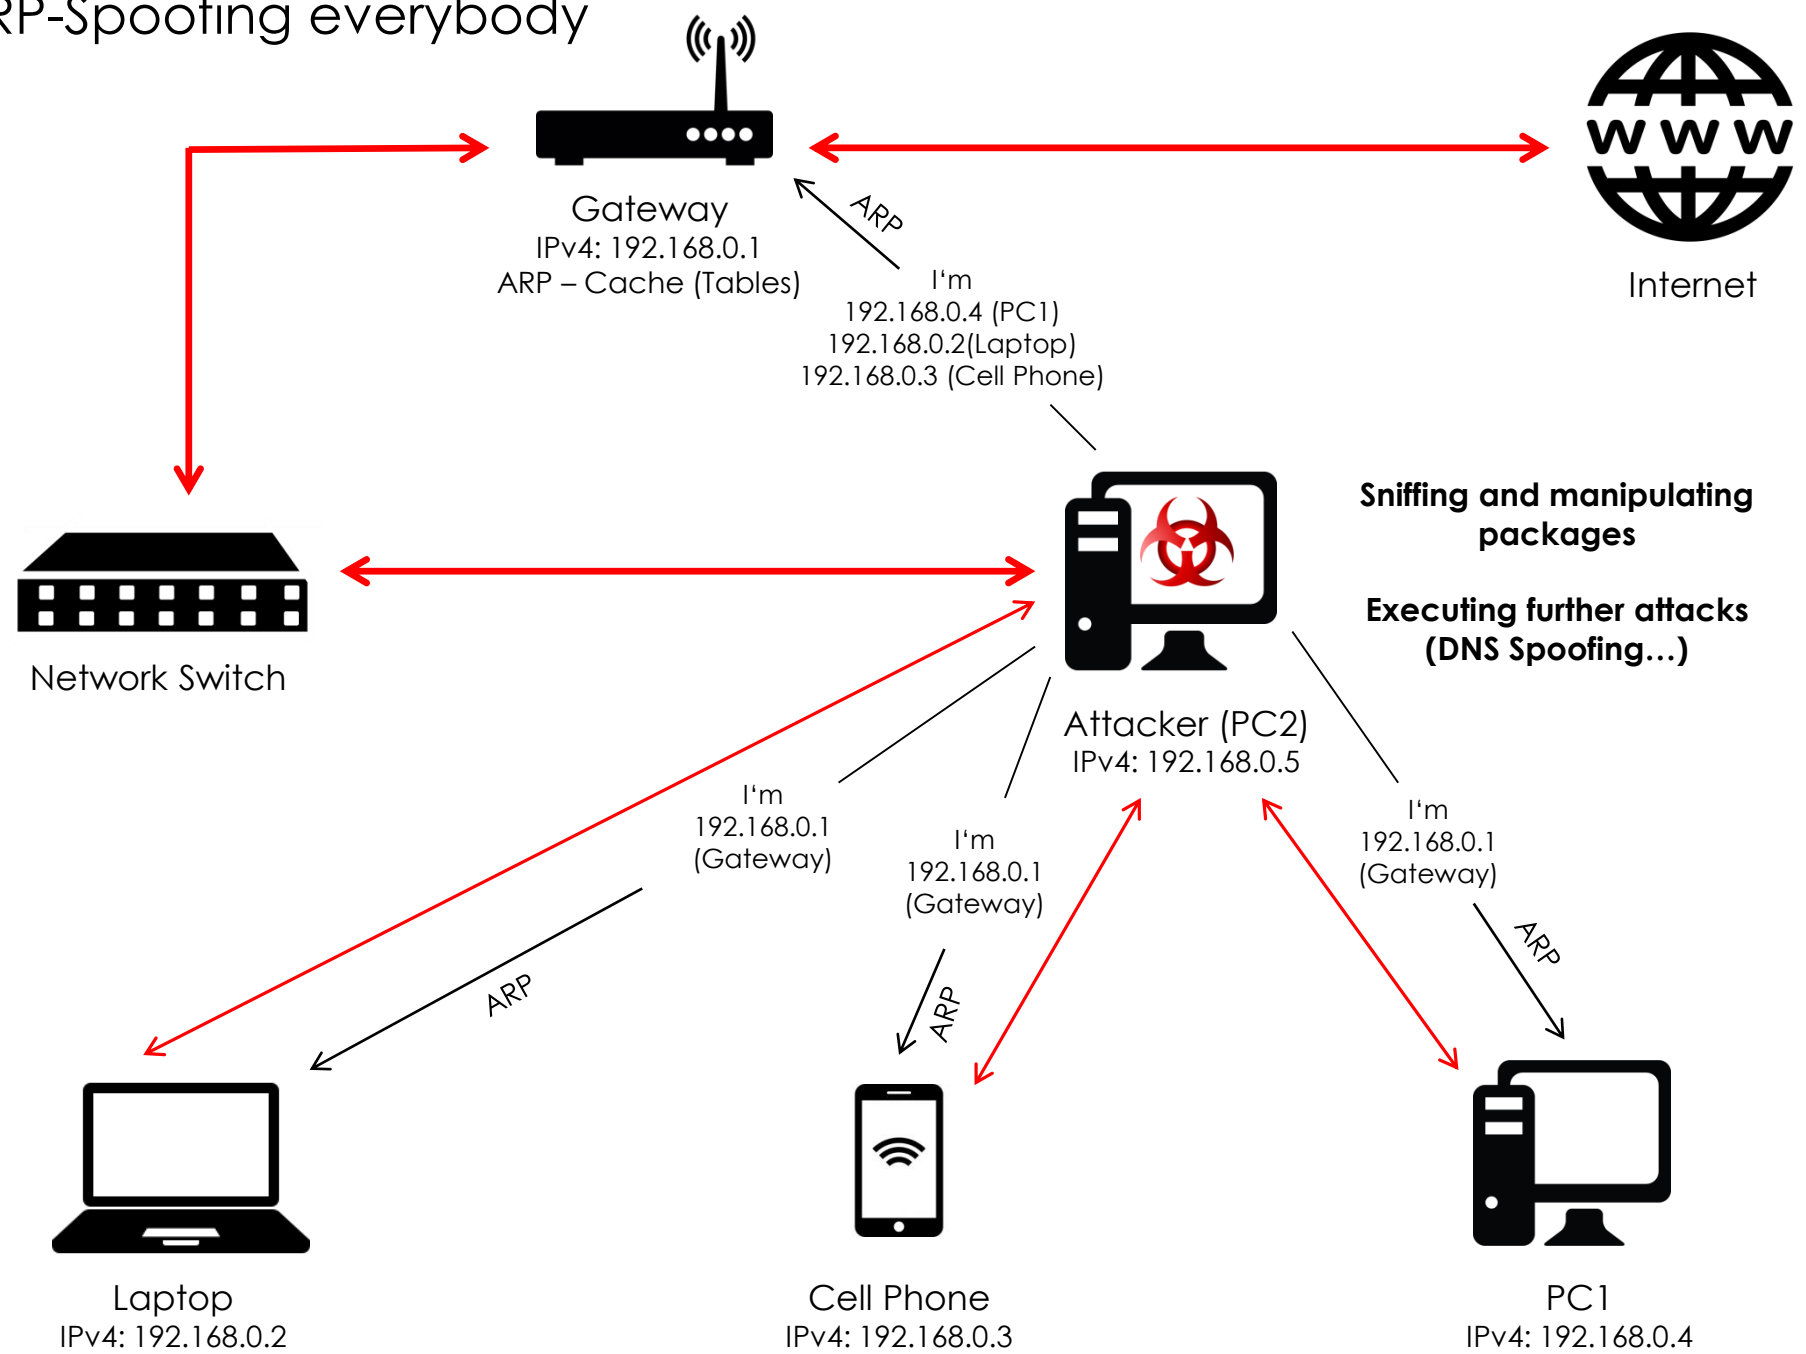 RP-Spoofing everybody
W W W
Gateway
IPv4: 192.168.0.1
ARP – Cache (Tables)
Internet
ARP
I‘m
192.168.0.4 (PC1)
192.168.0.2(Laptop)
192.168.0.3 (Cell Phone)
Sniffing and manipulating
packages
Executing further attacks
(DNS Spoofing…)
Network Switch
Attacker (PC2)
IPv4: 192.168.0.5
I‘m
192.168.0.1
(Gateway)
ARP
I‘m
192.168.0.1
(Gateway)
ARP
I‘m
192.168.0.1
(Gateway)
ARP
Laptop
IPv4: 192.168.0.2
Cell Phone
IPv4: 192.168.0.3
PC1
IPv4: 192.168.0.4